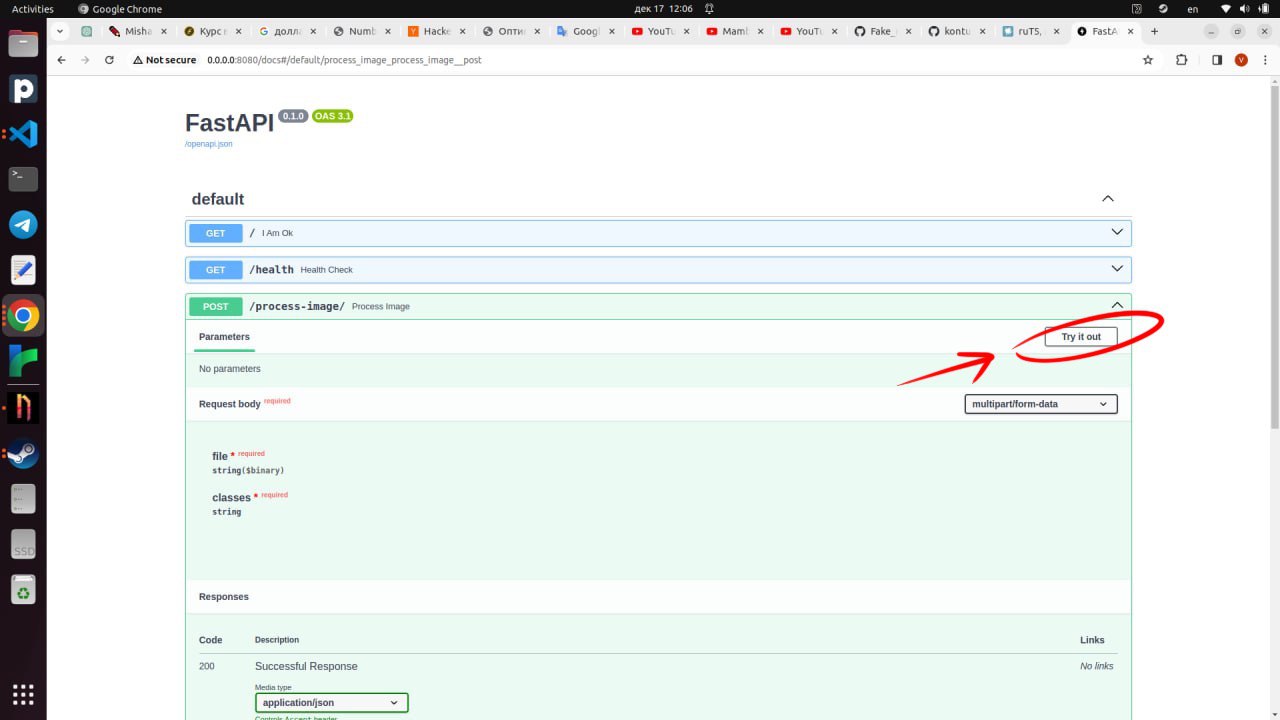 Activities Google Chrome дек 17 12:06 en
Misha Курс п долла Numb Hacke Опти Googl YouTu Mamb YouTu Fake_ kontu ruT5, FastA
Not secure 0.0.0.0:8080/docs#/default/process_image_process_image__post V
FastAPI 0.1.0 OAS 3.1
/openapi.json
default
GET / I Am Ok
GET /health Health Check
POST /process-image/ Process Image
Parameters Try it out
No parameters
Request body required multipart/form-data
file * required
string($binary)
classes * required
string
SSD
Responses
Code Description Links
200 Successful Response No links
Media type
application/json
Controls Accept header.